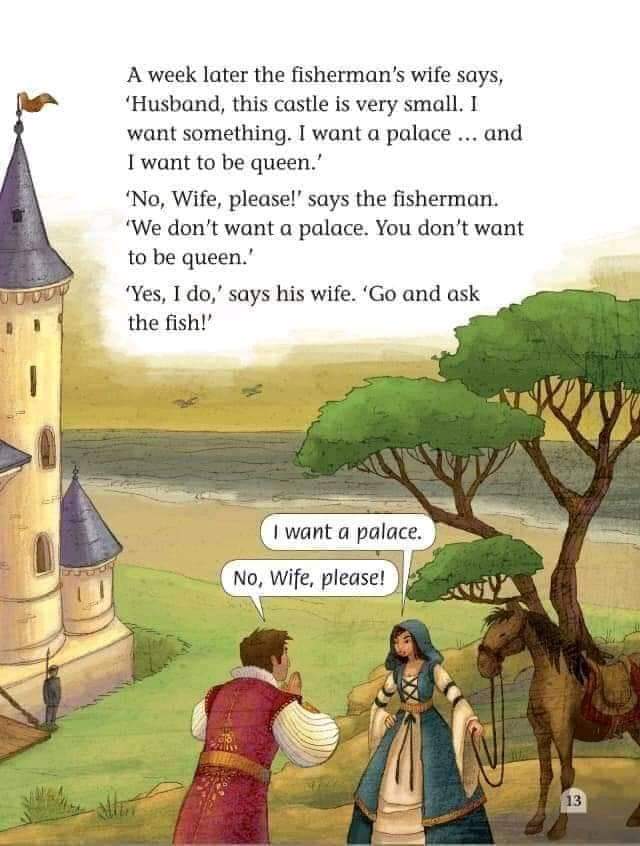 A week later the fisherman’s wife says,
‘Husband, this castle is very small. I
want something. I want a palace ... and
I want to be queen.’
‘No, Wife, please!’ says the fisherman.
‘We don’t want a palace. You don’t want
to be queen.’
‘Yes, I do,’ says his wife. ‘Go and ask
the fish!’
I want a palace.
No, Wife, please!
13